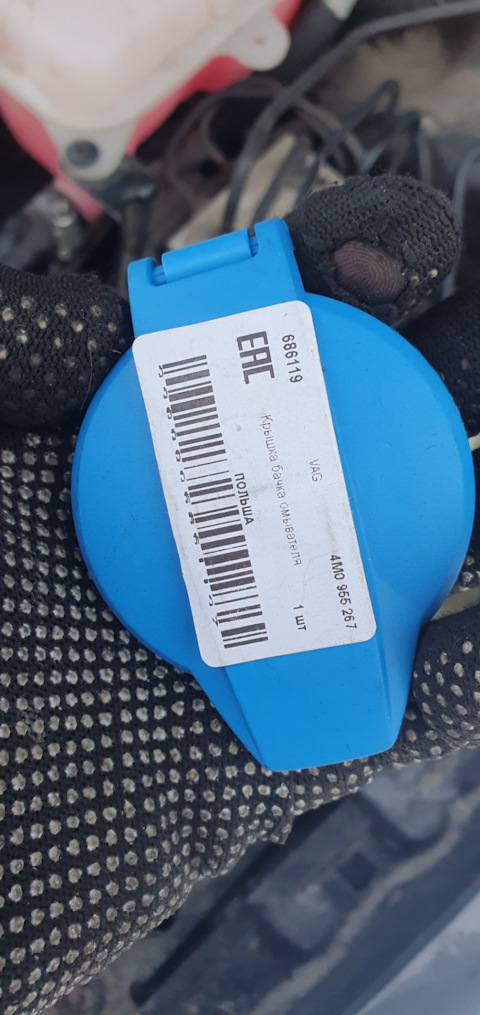 686119
VAG
4M0 955 267
EAC
Крышка бачка омывателя
1 шт
ПОЛЬША